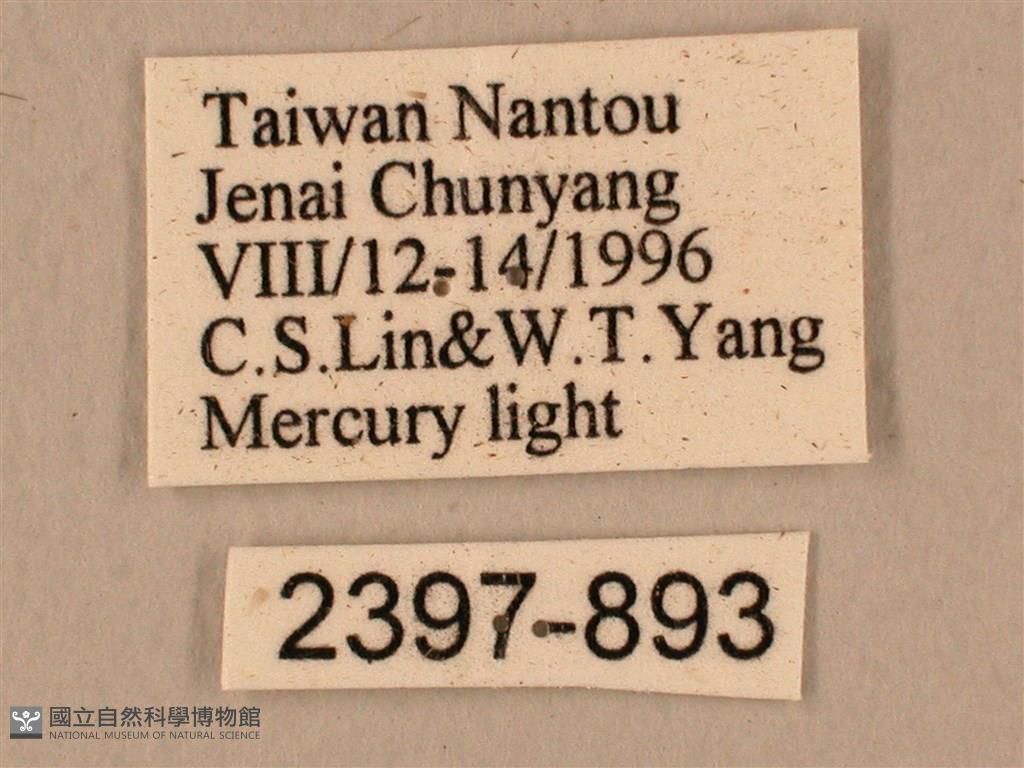 Taiwan Nantou
Jenai Chunyang
VIII/12-14/1996
C.S.Lin&W.T.Yang
Mercury light
2397-893
國立自然科學博物館
NATIONAL MUSEUM OF NATURAL SCIENCE